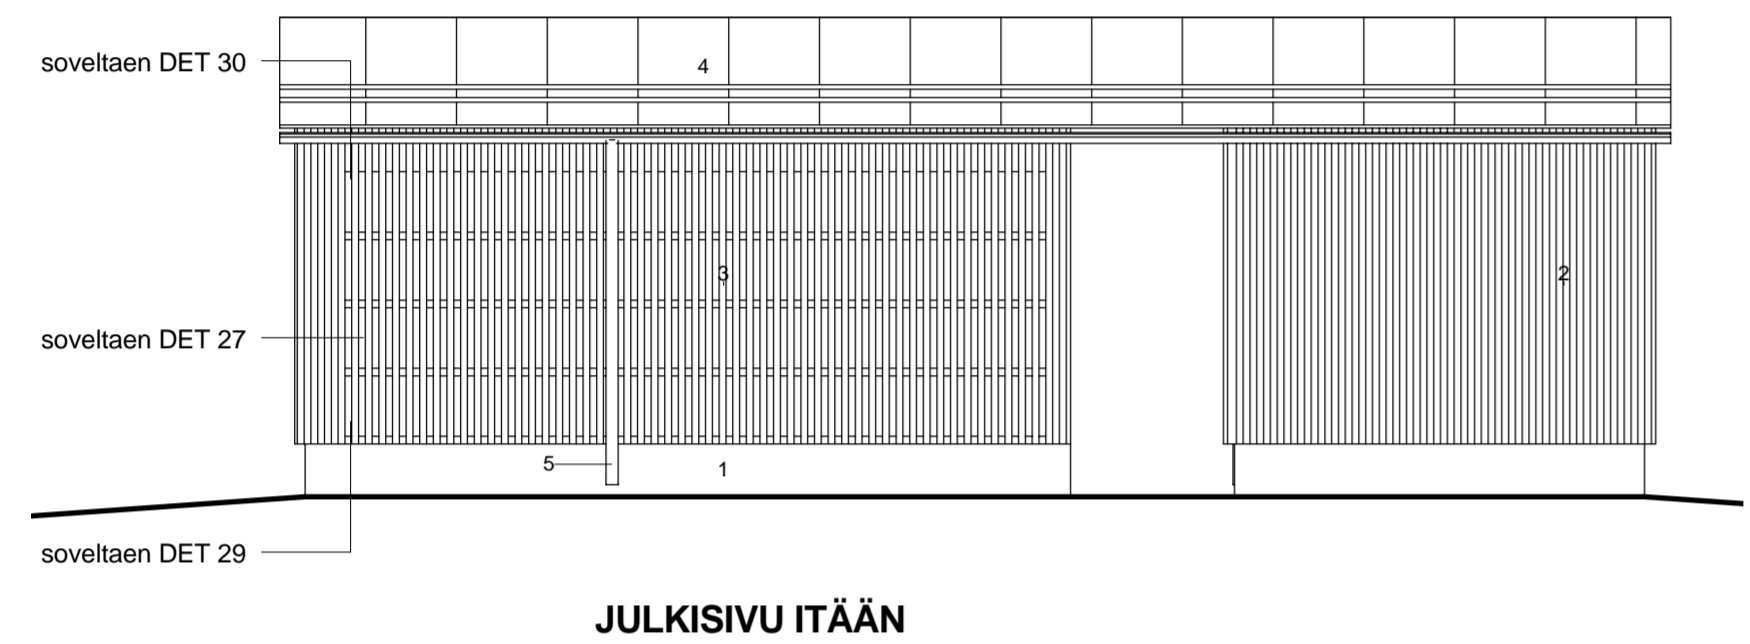 soveltaen DET 30
4
3
2
soveltaen DET 27
5
1
soveltaen DET 29
JULKISIVU ITÄÄN